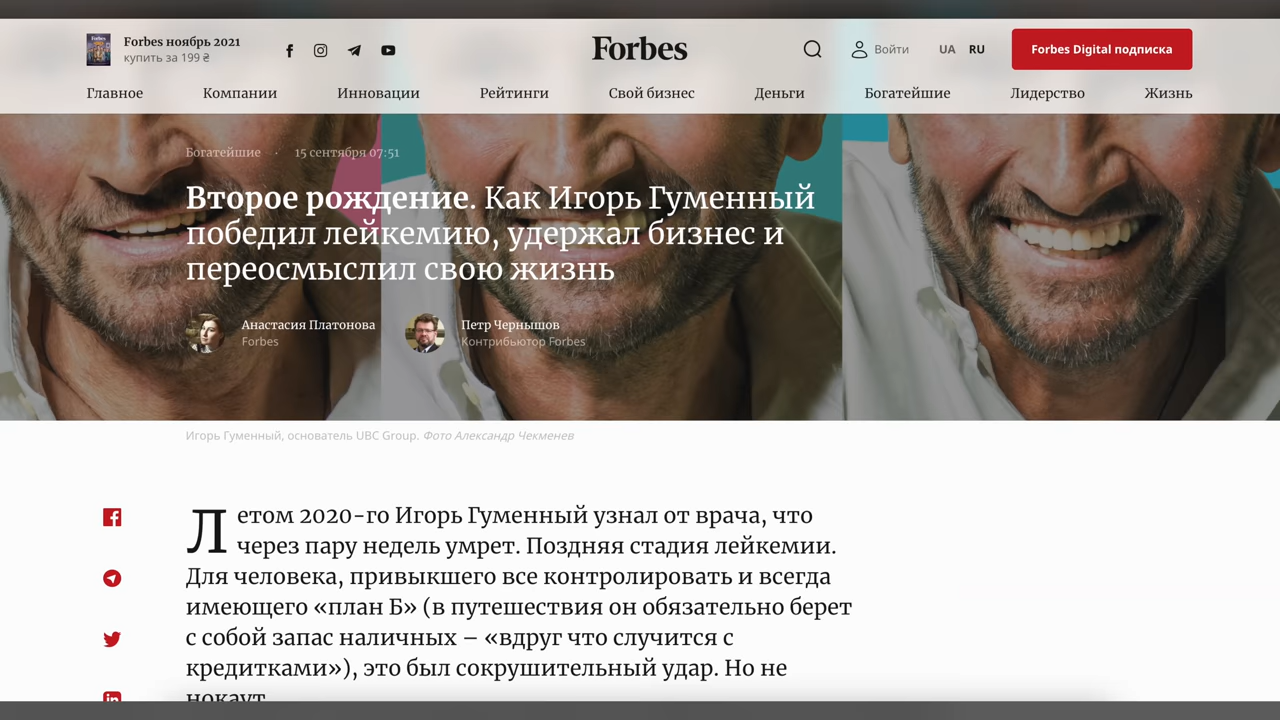 Forbes ноябрь 2021
купить за 199 ₴
Forbes
Войти
UA RU
Forbes Digital подписка
Главное Компании Инновации Рейтинги Свой бизнес Деньги Богатейшие Лидерство Жизнь
Богатейшие · 15 сентября 07:51
Второе рождение. Как Игорь Гуменный
победил лейкемию, удержал бизнес и
переосмыслил свою жизнь
Анастасия Платонова
Forbes
Петр Чернышов
Контрибьютор Forbes
Игорь Гуменный, основатель UBC Group. Фото Александр Чекменев
Летом 2020-го Игорь Гуменный узнал от врача, что
через пару недель умрет. Поздняя стадия лейкемии.
Для человека, привыкшего все контролировать и всегда
имеющего «план Б» (в путешествия он обязательно берет
с собой запас наличных – «вдруг что случится с
кредитками»), это был сокрушительный удар. Но не
нокаут